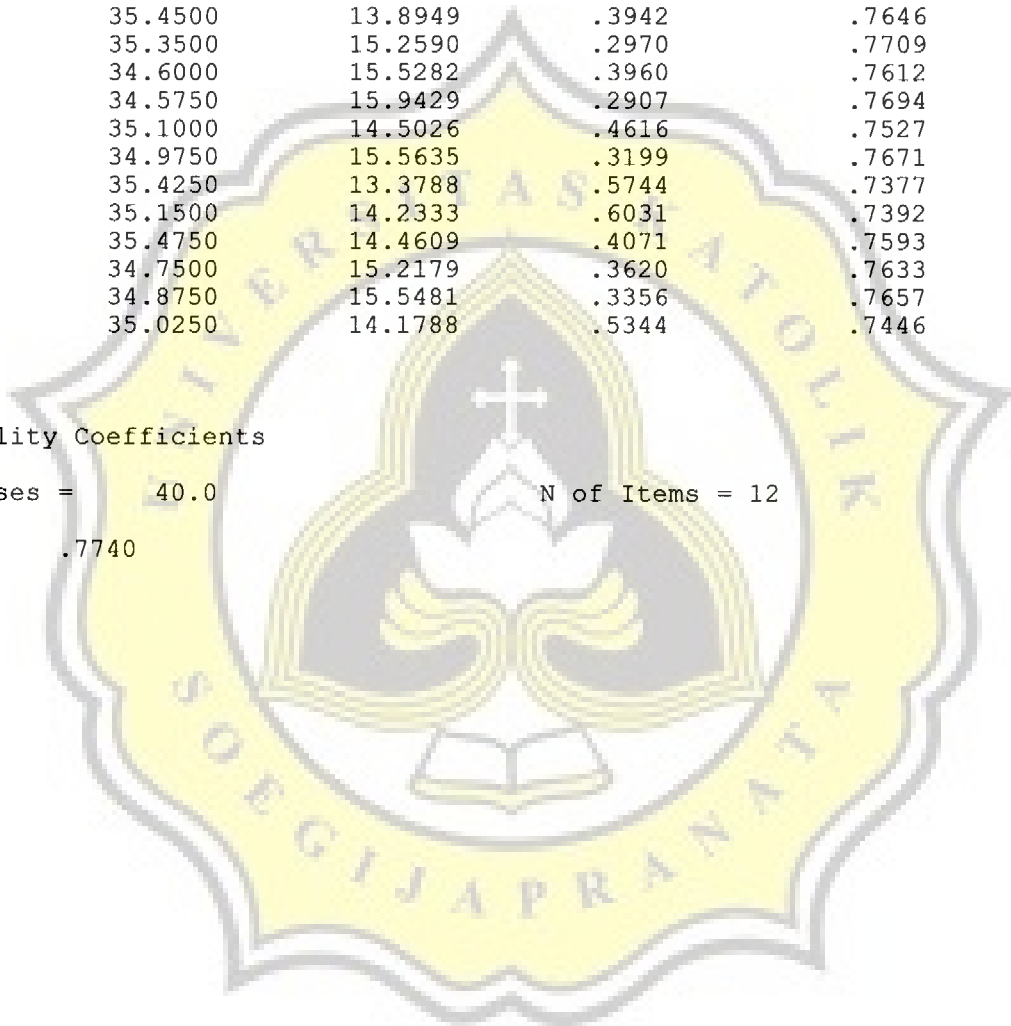 35.4500 13.8949 .3942 .7646
35.3500 15.2590 .2970 .7709
34.6000 15.5282 .3960 .7612
34.5750 15.9429 .2907 .7694
35.1000 14.5026 .4616 .7527
34.9750 15.5635 .3199 .7671
35.4250 13.3788 .5744 .7377
35.1500 14.2333 .6031 .7392
35.4750 14.4609 .4071 .7593
34.7500 15.2179 .3620 .7633
34.8750 15.5481 .3356 .7657
35.0250 14.1788 .5344 .7446
lity Coefficients
ses = 40.0 N of Items = 12
.7740
UNIVERSITAS KATOLIK
SOEGIJAPRANATA